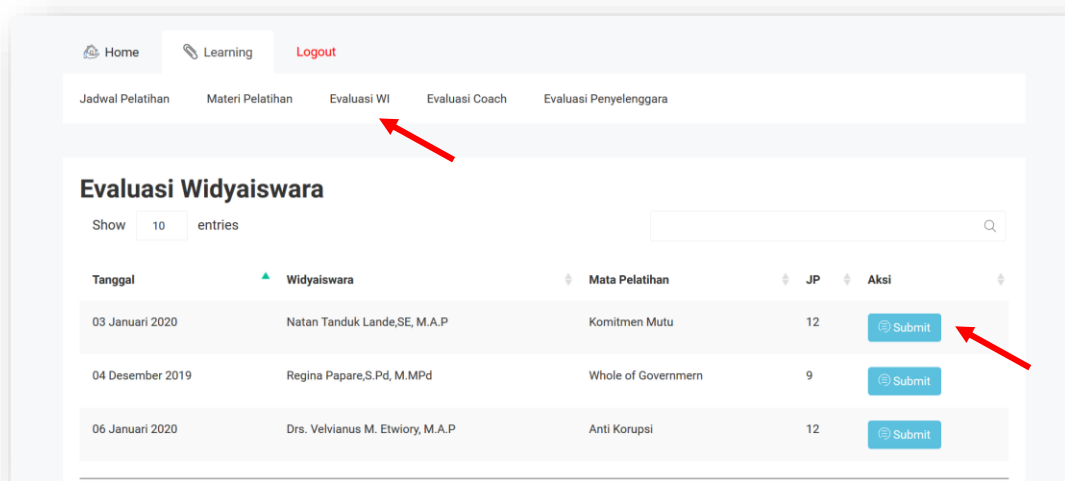 Home Learning Logout
Jadwal Pelatihan Materi Pelatihan Evaluasi WI Evaluasi Coach Evaluasi Penyelenggara
Evaluasi Widyaiswara
Show 10 entries
Tanggal Widyaiswara Mata Pelatihan JP Aksi
03 Januari 2020 Natan Tanduk Lande,SE, M.A.P Komitmen Mutu 12 Submit
04 Desember 2019 Regina Papare,S.Pd, M.MPd Whole of Governmern 9 Submit
06 Januari 2020 Drs. Velvianus M. Etwiory, M.A.P Anti Korupsi 12 Submit